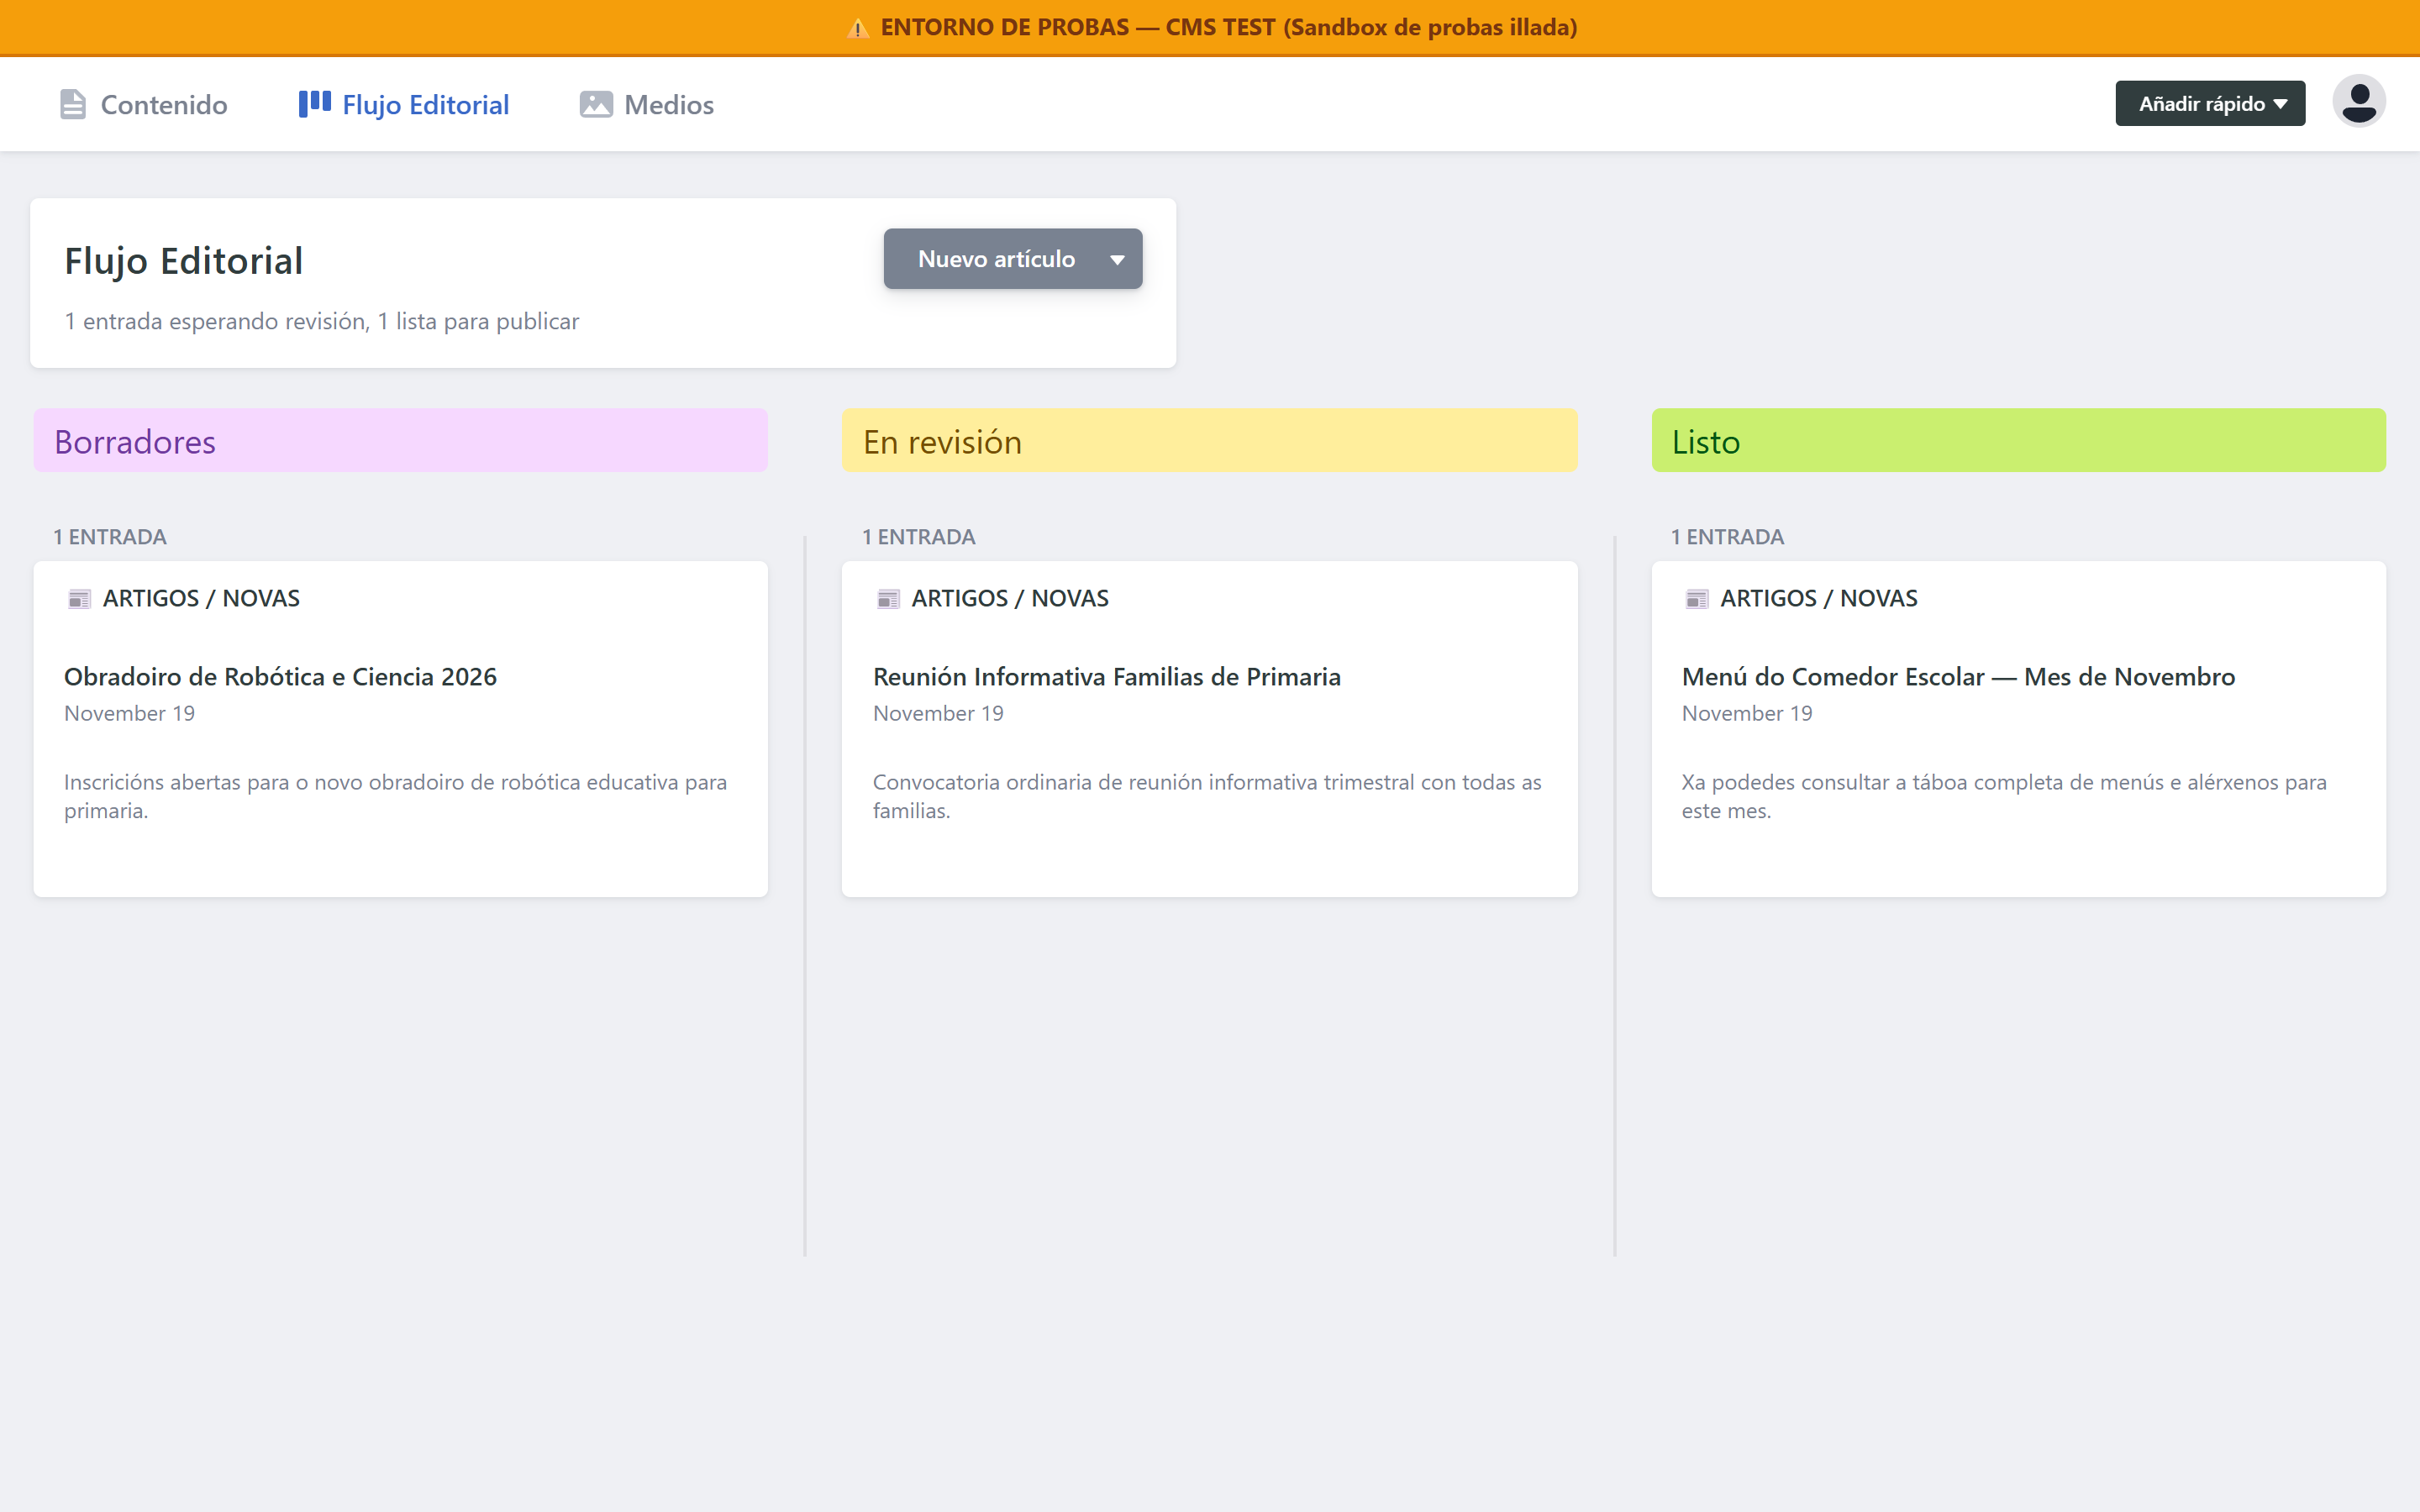 ⚠️ ENTORNO DE PROBAS — CMS TEST (Sandbox de probas illada)
Contenido
Flujo Editorial
Medios
Añadir rápido
Flujo Editorial
Nuevo artículo
1 entrada esperando revisión, 1 lista para publicar
Borradores
1 ENTRADA
ARTIGOS / NOVAS
Obradoiro de Robótica e Ciencia 2026
November 19
Inscricións abertas para o novo obradoiro de robótica educativa para
primaria.
En revisión
1 ENTRADA
ARTIGOS / NOVAS
Reunión Informativa Familias de Primaria
November 19
Convocatoria ordinaria de reunión informativa trimestral con todas as
familias.
Listo
1 ENTRADA
ARTIGOS / NOVAS
Menú do Comedor Escolar — Mes de Novembro
November 19
Xa podedes consultar a táboa completa de menús e alérxenos para
este mes.